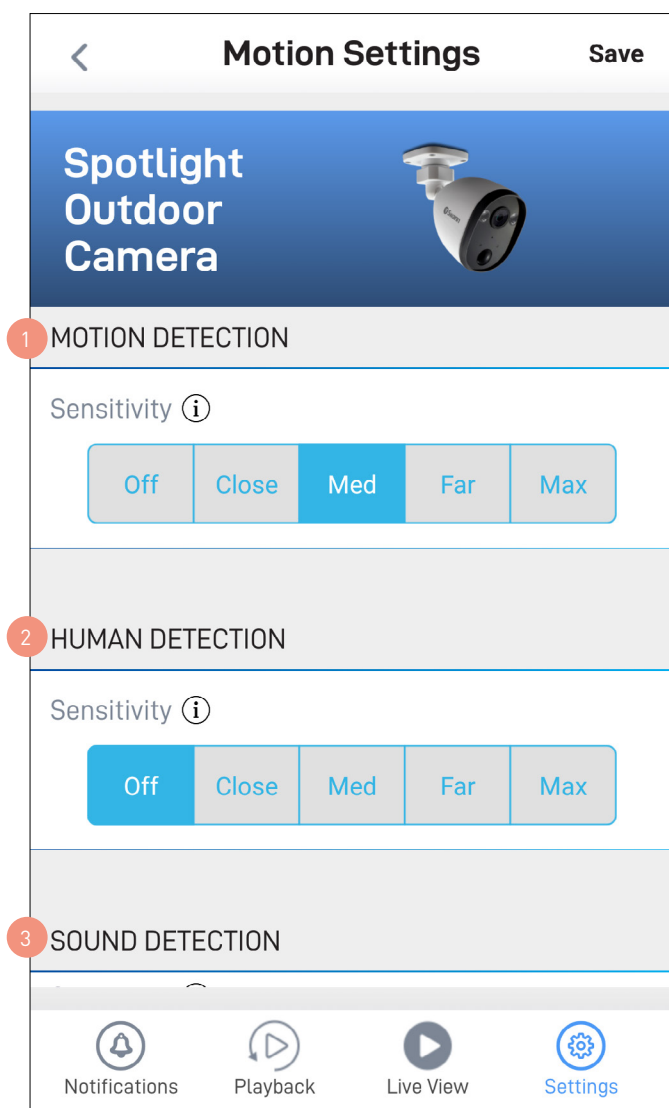 Motion Settings Save
Spotlight
Outdoor
Camera
1 MOTION DETECTION
Sensitivity i
Off Close Med Far Max
2 HUMAN DETECTION
Sensitivity i
Off Close Med Far Max
3 SOUND DETECTION
Notifications Playback Live View Settings